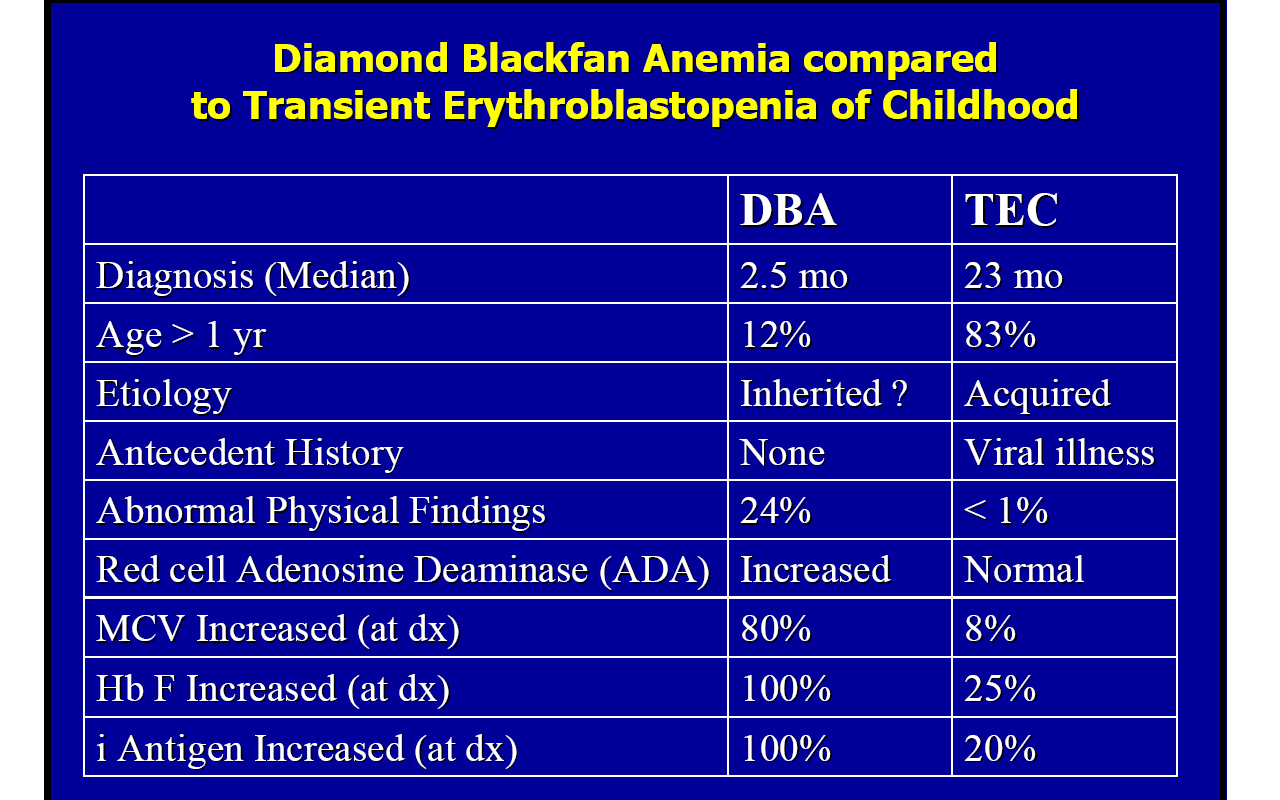 Diamond Blackfan Anemia compared
to Transient Erythroblastopenia of Childhood
DBA TEC
Diagnosis (Median) 2.5 mo 23 mo
Age > 1 yr 12% 83%
Etiology Inherited ? Acquired
Antecedent History None Viral illness
Abnormal Physical Findings 24% < 1%
Red cell Adenosine Deaminase (ADA) Increased Normal
MCV Increased (at dx) 80% 8%
Hb F Increased (at dx) 100% 25%
i Antigen Increased (at dx) 100% 20%